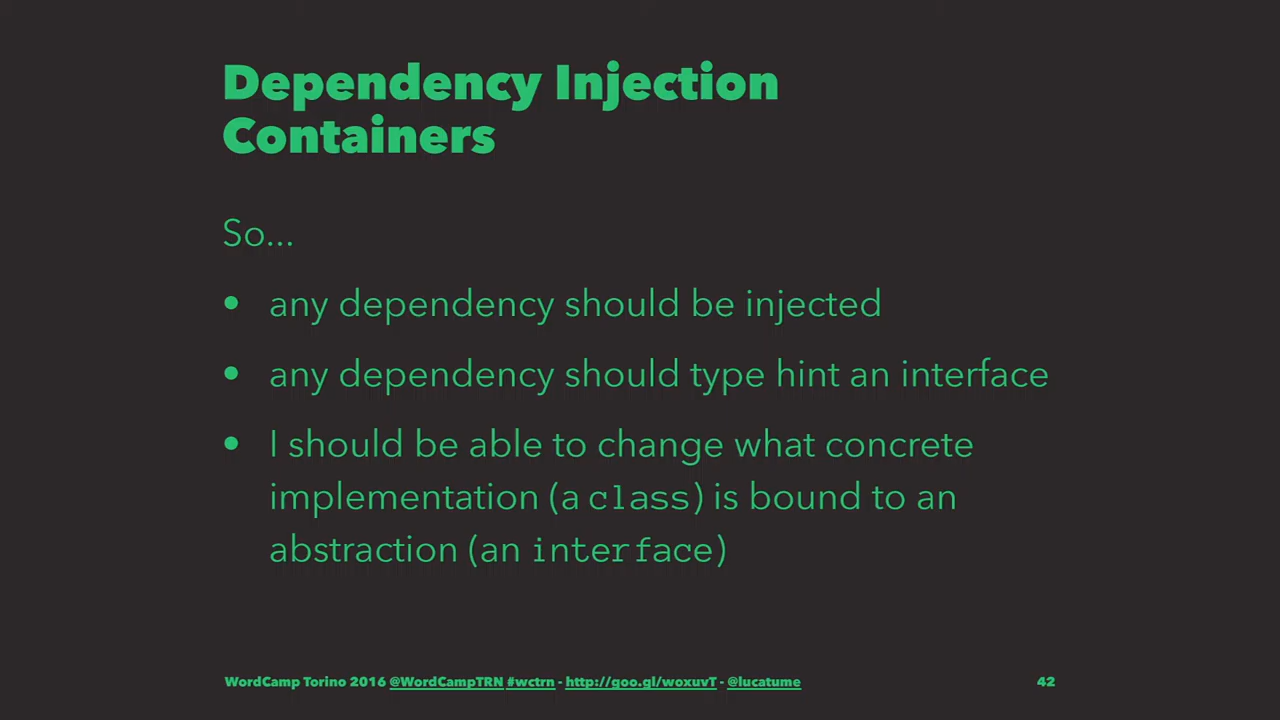 Dependency Injection
Containers
So...
• any dependency should be injected
• any dependency should type hint an interface
• I should be able to change what concrete
implementation (a class) is bound to an
abstraction (an interface)
WordCamp Torino 2016 @WordCampTRN #wctrn - http://goo.gl/woxuvT - @lucatume
42